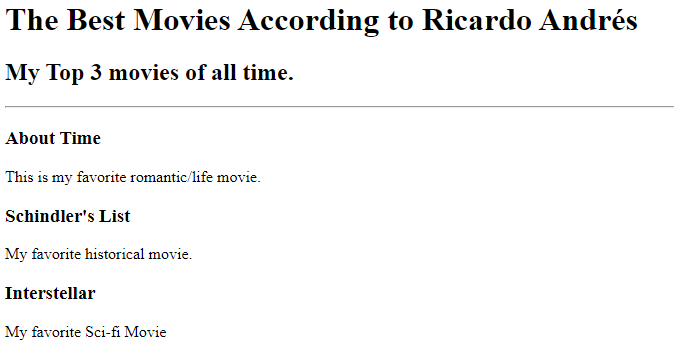 The Best Movies According to Ricardo Andrés
My Top 3 movies of all time.
About Time
This is my favorite romantic/life movie.
Schindler's List
My favorite historical movie.
Interstellar
My favorite Sci-fi Movie